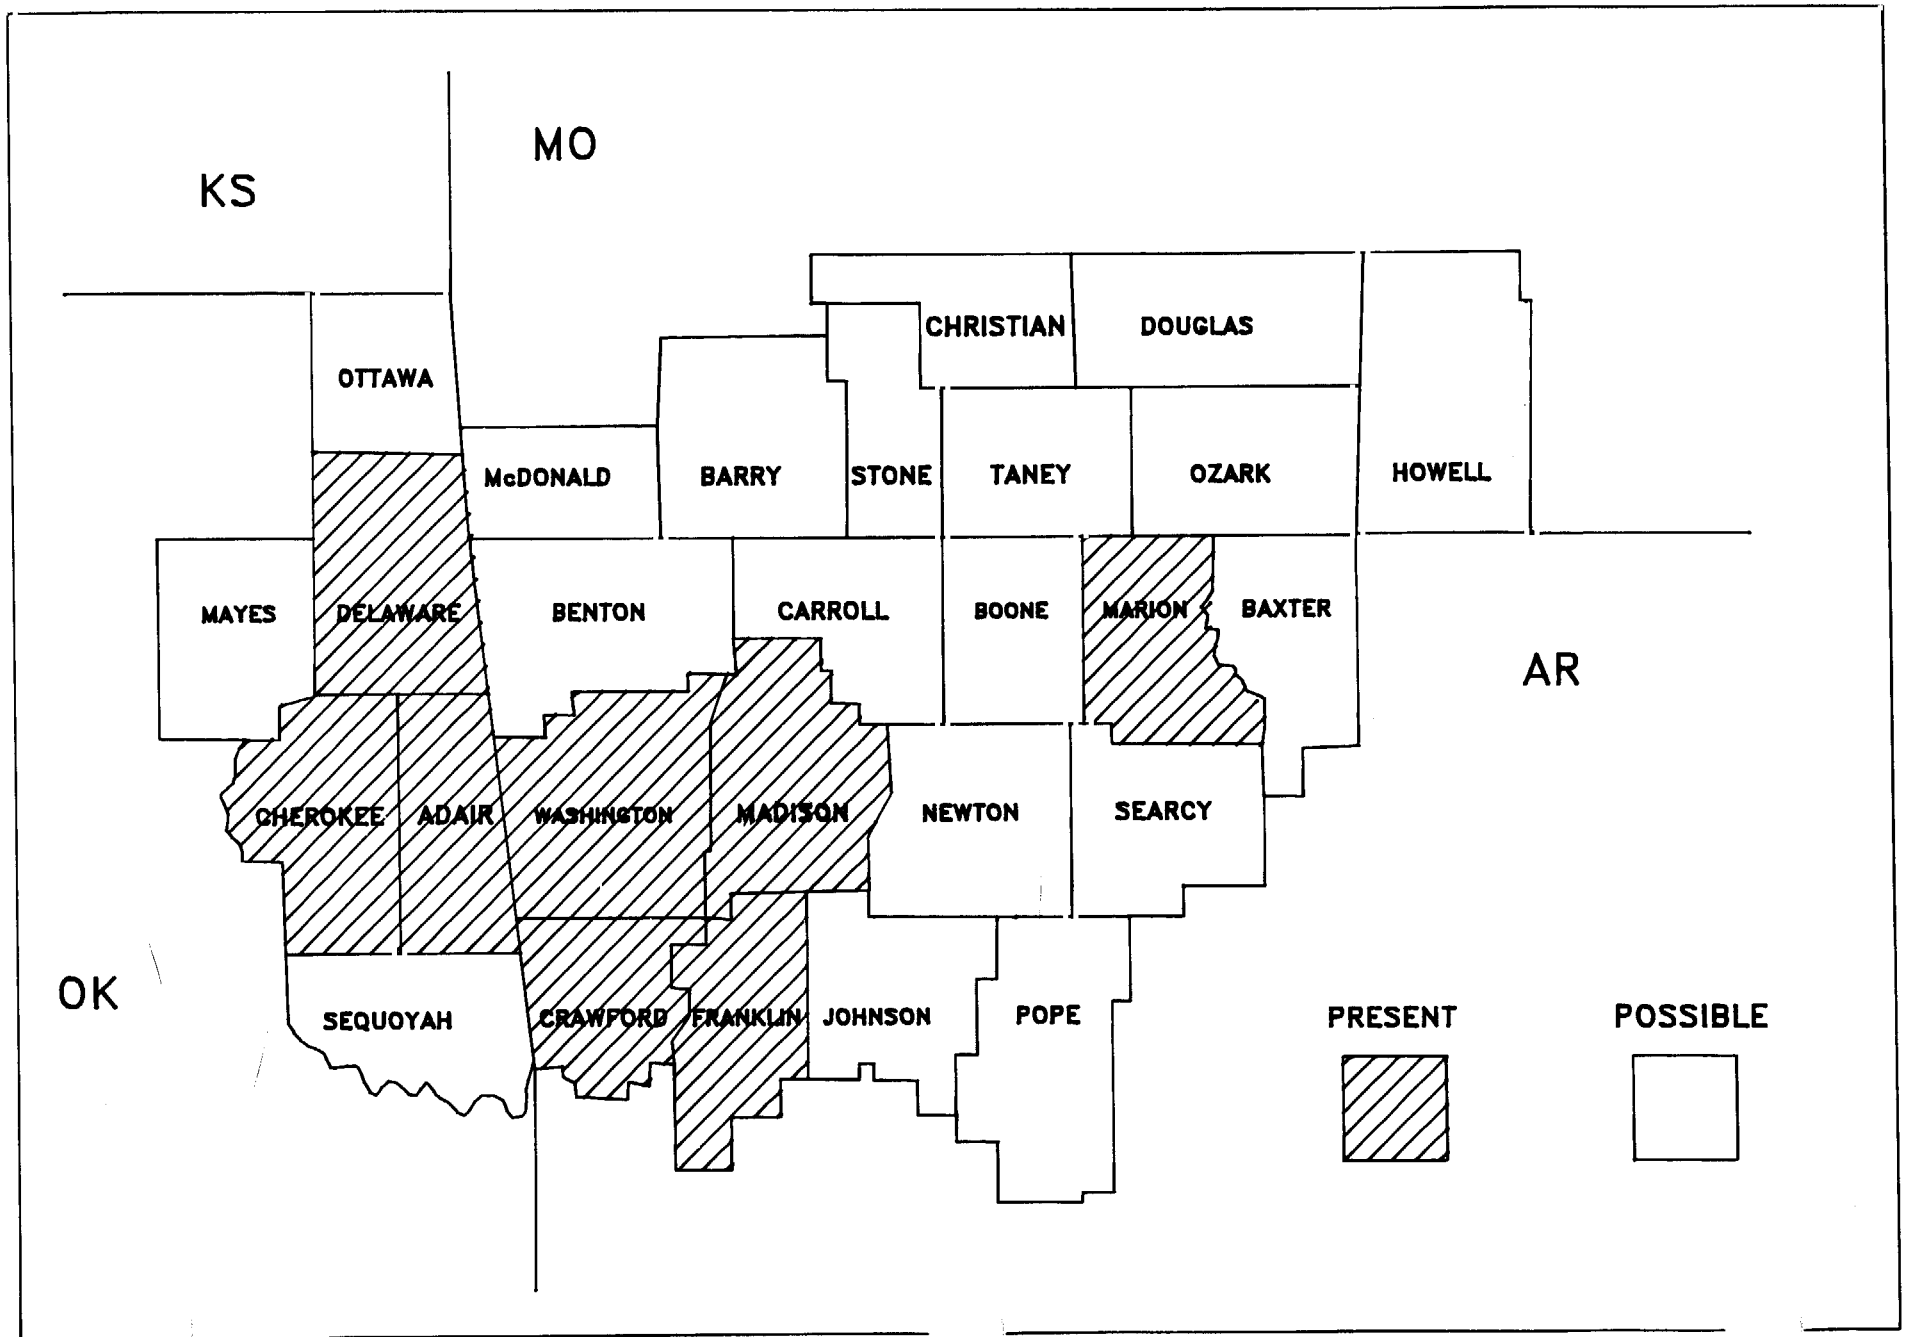 MO
KS
CHRISTIAN
DOUGLAS
OTTAWA
McDONALD
BARRY
STONE
TANEY
OZARK
HOWELL
MAYES
DELAWARE
BENTON
CARROLL
BOONE
MARION
BAXTER
AR
CHEROKEE
ADAIR
WASHINGTON
MADISON
NEWTON
SEARCY
OK
SEQUOYAH
CRAWFORD
FRANKLIN
JOHNSON
POPE
PRESENT
POSSIBLE